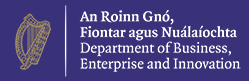 An Roinn Gnó,
Fiontar agus Nuálaíochta
Department of Business,
Enterprise and Innovation